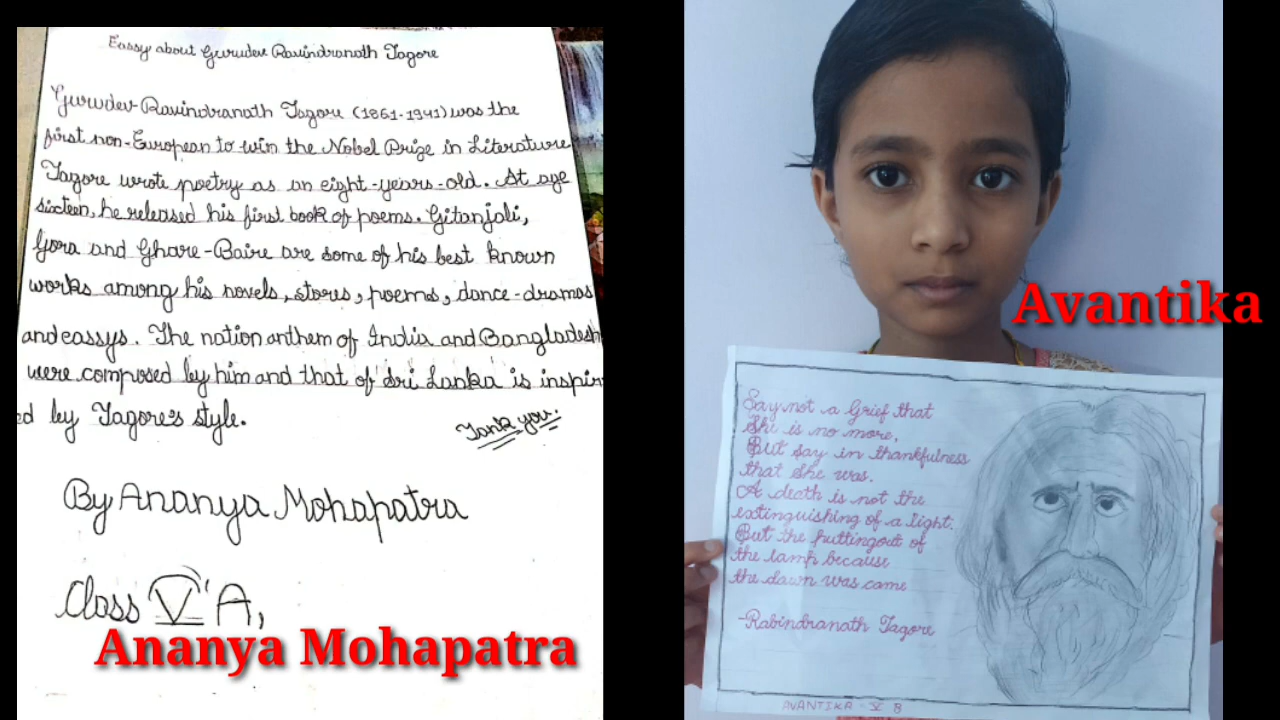 Eassy about Gurudev Ravindranath Tagore
Gurudev Ravindranath Tagore (1861-1941) was the
first non-European to win the Nobel Prize in Literature
Tagore wrote poetry as an eight-years-old. At age
sixteen, he released his first book of poems. Gitanjali,
Gora and Ghare-Baire are some of his best known
works among his novels, stores, poems, dance-dramas
and eassys. The nation anthem of India and Bangladesh
were composed by him and that of Sri Lanka is inspir
ed by Tagore's style.
Tank you.
By Ananya Mohapatra
Class V 'A,
Ananya Mohapatra
Avantika
Say not a Grief that
She is no more,
But say in thankfulness
that she was.
A death is not the
extinguishing of a light.
But the puttingout of
the lamp because
the dawn was came
-Rabindranath Tagore
AVANTIKA - V B